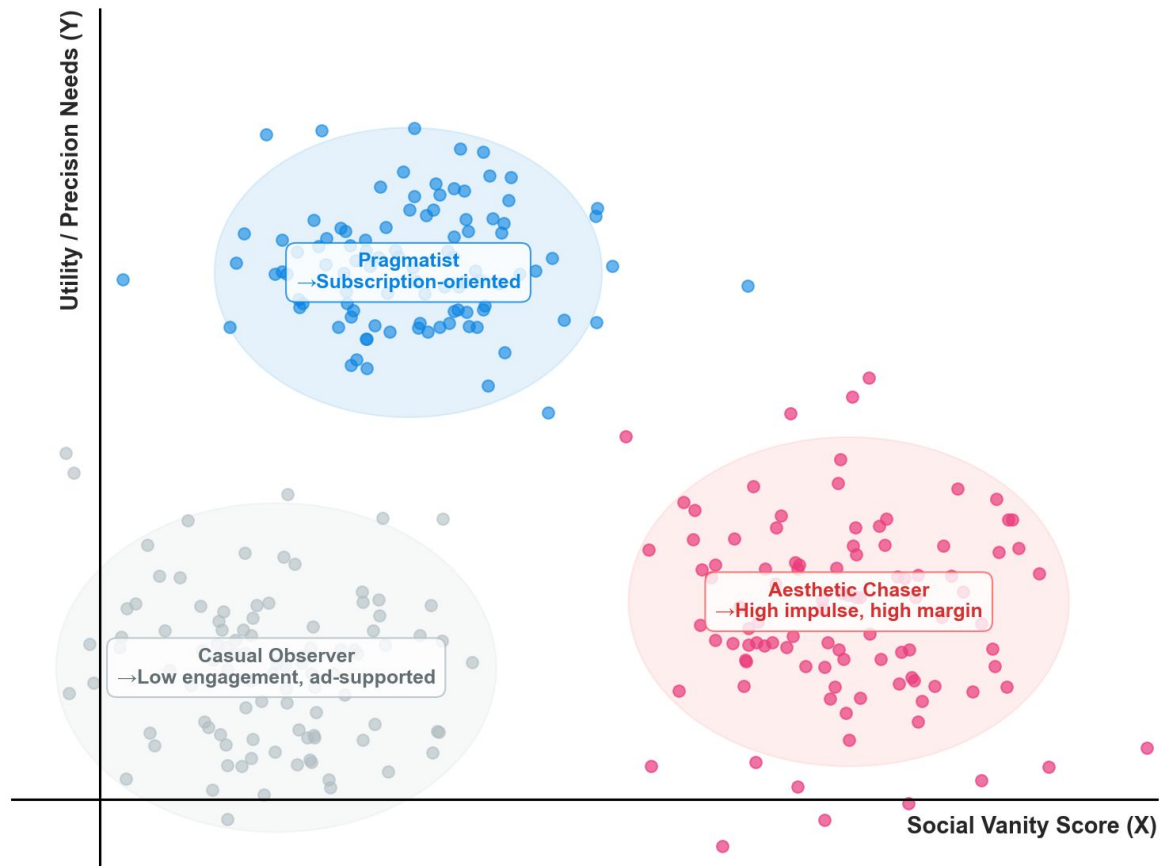 Utility / Precision Needs (Y)
Pragmatist
→Subscription-oriented
Aesthetic Chaser
→High impulse, high margin
Casual Observer
→Low engagement, ad-supported
Social Vanity Score (X)